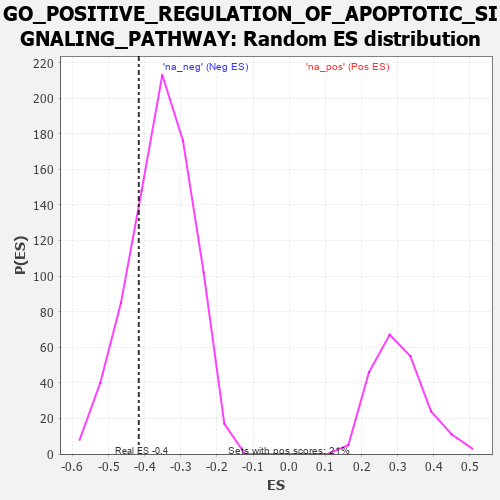 GO_POSITIVE_REGULATION_OF_APOPTOTIC_SI
GNALING_PATHWAY: Random ES distribution
'na_neg' (Neg ES)
'na_pos' (Pos ES)
P(ES)
220
200
180
160
140
120
100
80
60
40
20
0
Real ES -0.4
Sets with pos scores: 21%
-0.6 -0.5 -0.4 -0.3 -0.2 -0.1 0.0 0.1 0.2 0.3 0.4 0.5
ES